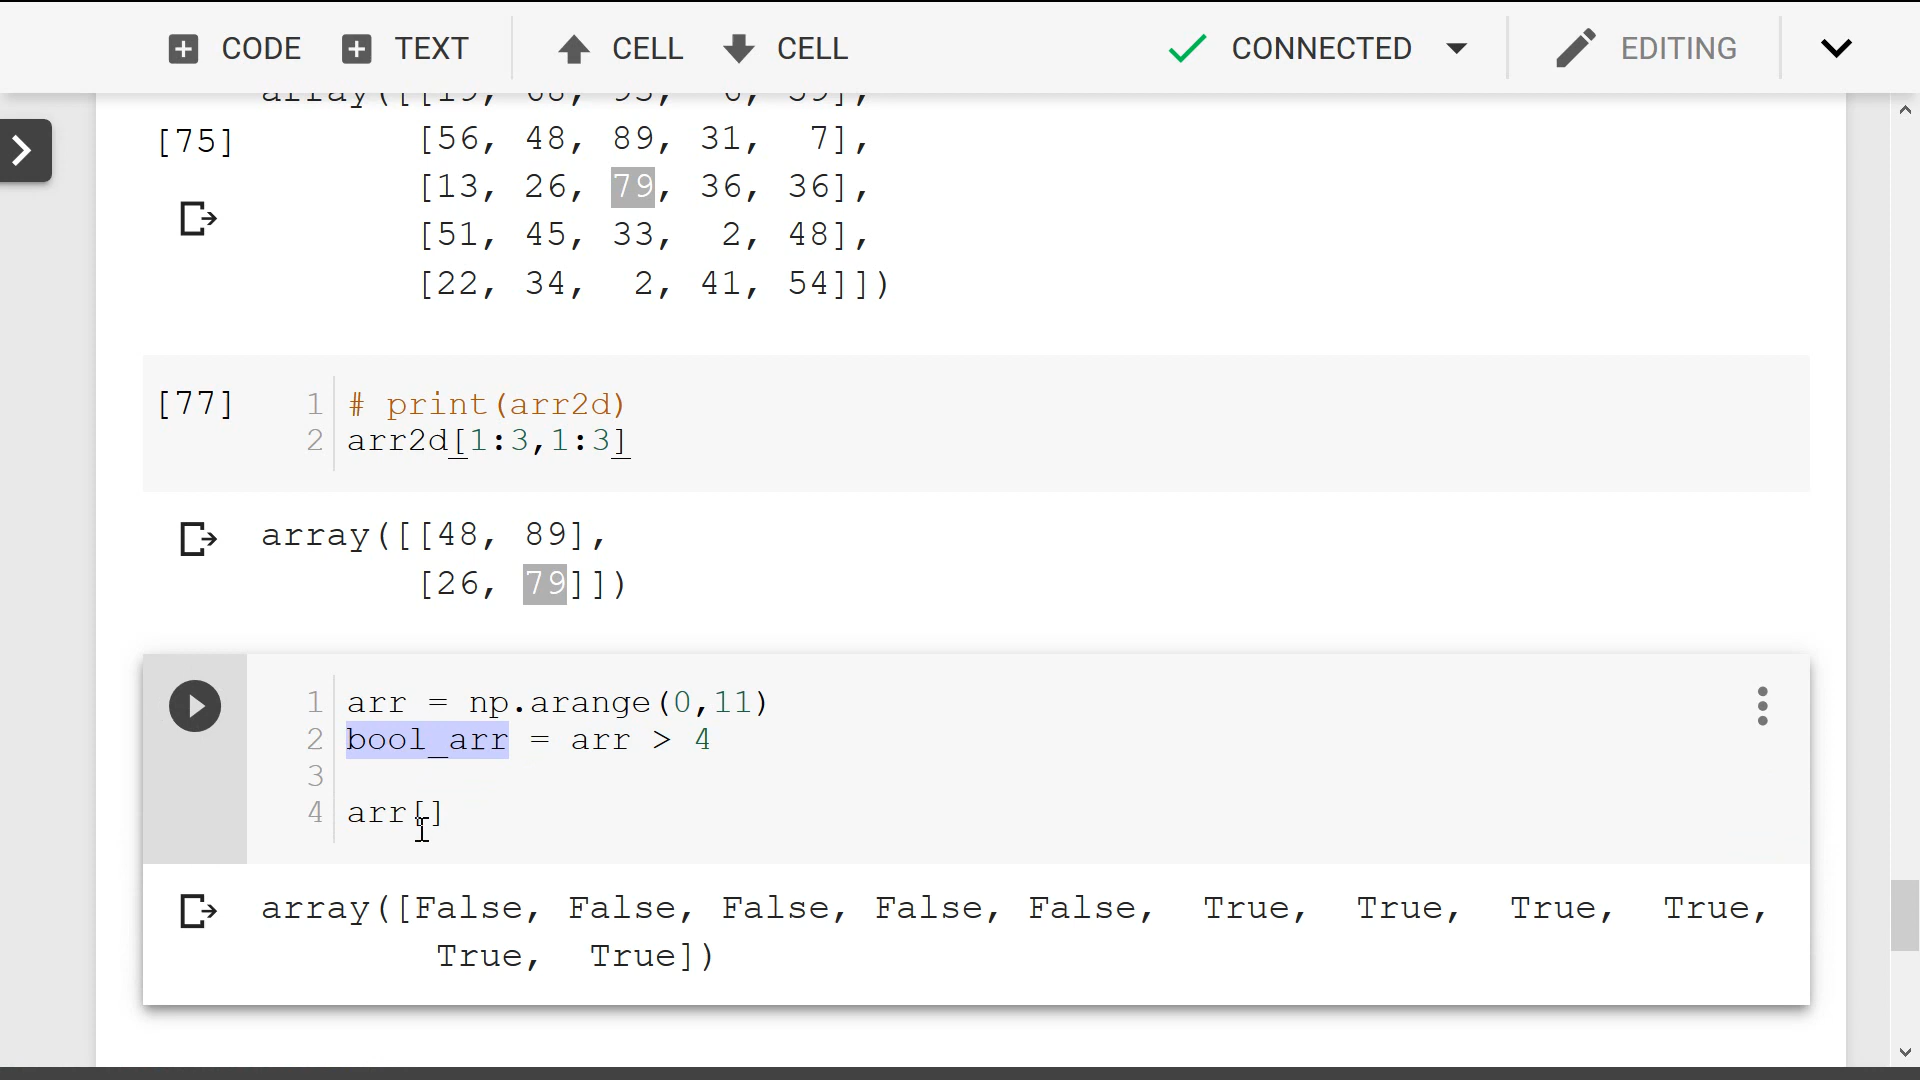 CODE TEXT CELL CELL CONNECTED EDITING
array([[19, 68, 93, 6, 59],
[75] [56, 48, 89, 31, 7],
[13, 26, 79, 36, 36],
[51, 45, 33, 2, 48],
[22, 34, 2, 41, 54]])
[77] 1 # print(arr2d)
2 arr2d[1:3,1:3]
array([[48, 89],
[26, 79]])
1 arr = np.arange(0,11)
2 bool_arr = arr > 4
3
4 arr[]
array([False, False, False, False, False, True, True, True, True,
True, True])